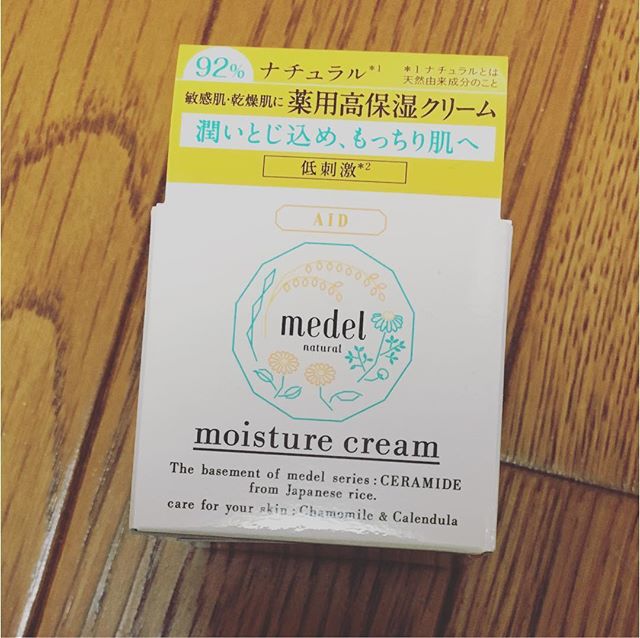 92% ナチュラル*1
*1 ナチュラルとは
天然由来成分のこと
敏感肌・乾燥肌に 薬用高保湿クリーム
潤いとじ込め、もっちり肌へ
低刺激*2
AID
medel
natural
moisture cream
The basement of medel series : CERAMIDE
from Japanese rice.
care for your skin : Chamomile & Calendula